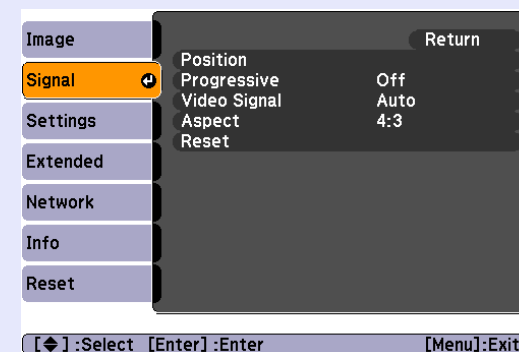 Image
Signal
Settings
Extended
Network
Info
Reset
Return
Position
Progressive Off
Video Signal Auto
Aspect 4:3
Reset
[◆] :Select [Enter] :Enter [Menu]:Exit